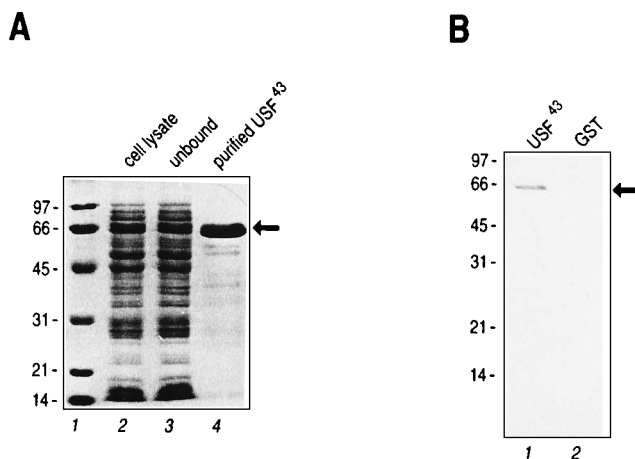 A
cell lysate
unbound
purified USF 43
97 -
66 -
45 -
31 -
21 -
14 -
1 2 3 4
B
USF 43
GST
97 -
66 -
45 -
31 -
21 -
14 -
1 2